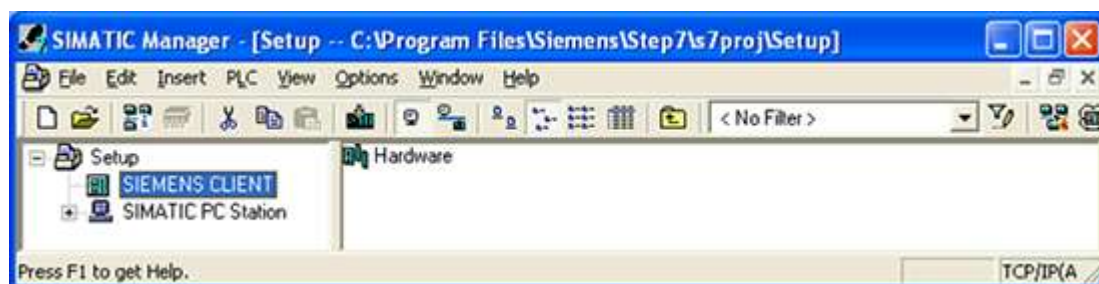 SIMATIC Manager - [Setup -- C:\Program Files\Siemens\Step7\s7proj\Setup]
File Edit Insert PLC View Options Window Help
< No Filter >
Setup
SIEMENS CLIENT
SIMATIC PC Station
Hardware
Press F1 to get Help.
TCP/IP(A